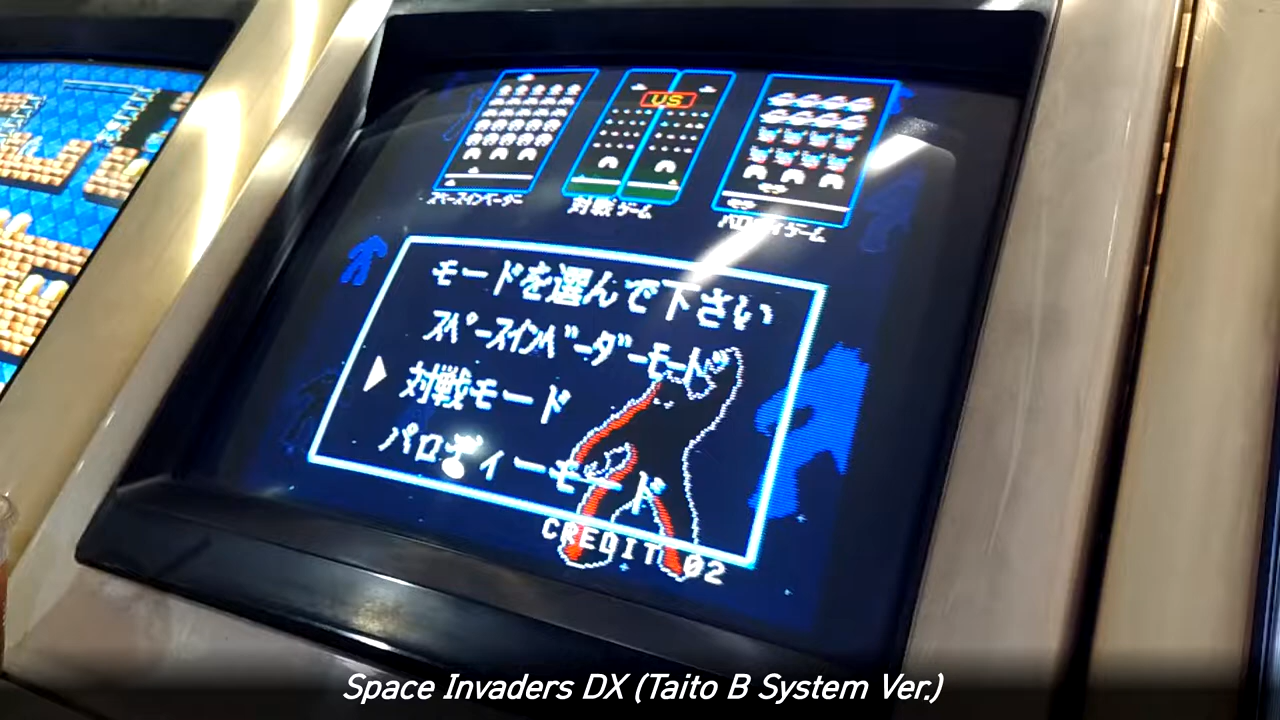 US
スペースインベーダー
対戦ゲーム
パロディゲーム
モードを選んで下さい
スペースインベーダーモード
対戦モード
パロディーモード
CREDIT 02
Space Invaders DX (Taito B System Ver.)